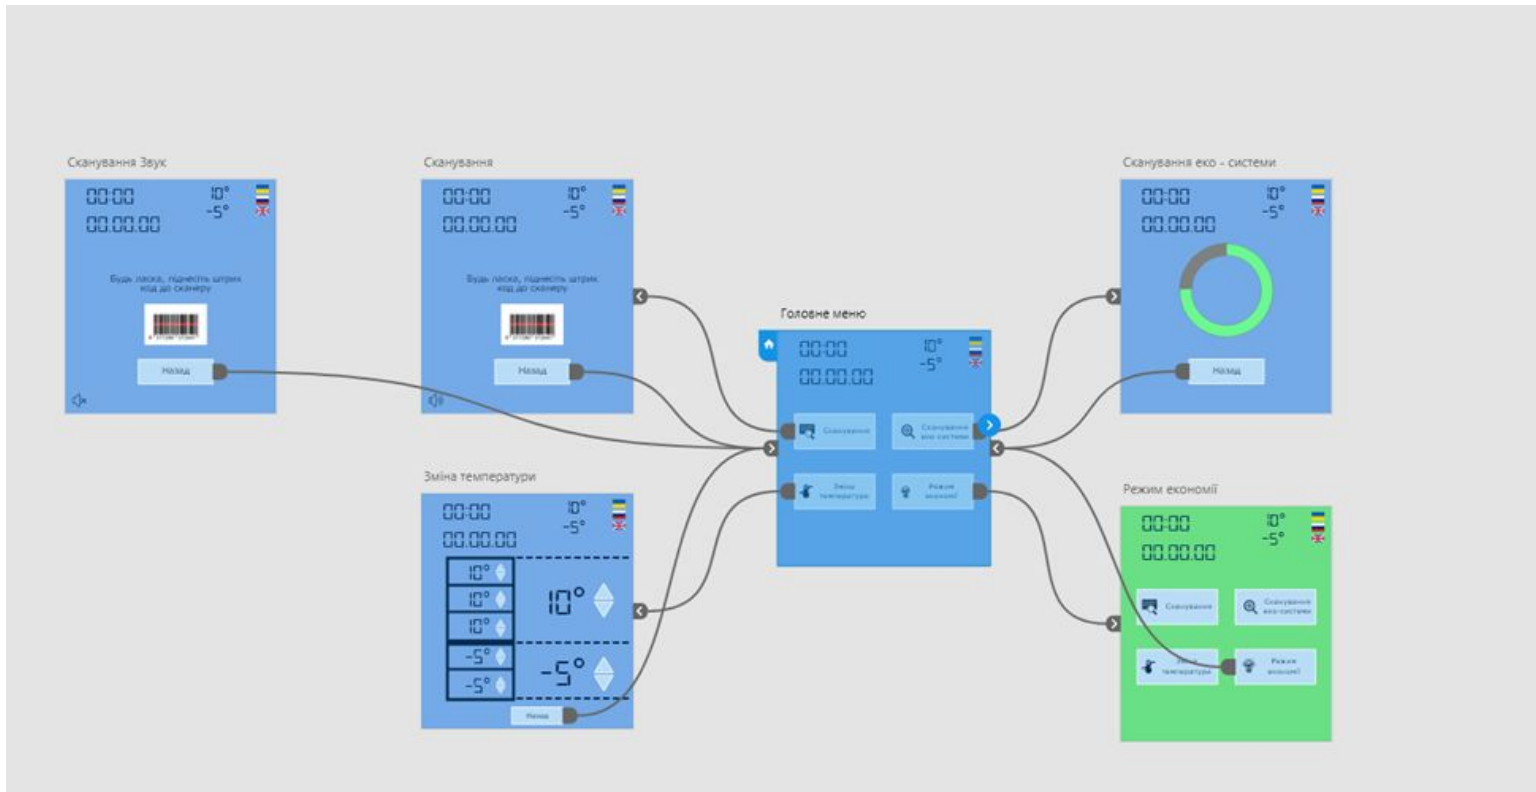 Сканування Звук
00:00 10°
-5°
00.00.00
Будь ласка, піднесіть штрих
код до сканеру
Назад
Сканування
00:00 10°
-5°
00.00.00
Будь ласка, піднесіть штрих
код до сканеру
Назад
Зміна температури
00:00 10°
-5°
00.00.00
10°
10°
10°
-5°
-5°
10°
-5°
Назад
Головне меню
00:00 10°
-5°
00.00.00
Сканування
Сканування
еко-системи
Зміна
температури
Режим
економії
Сканування еко - системи
00:00 10°
-5°
00.00.00
Назад
Режим економії
00:00 10°
-5°
00.00.00
Сканування
Сканування
еко-системи
Зміна
температури
Режим
економії